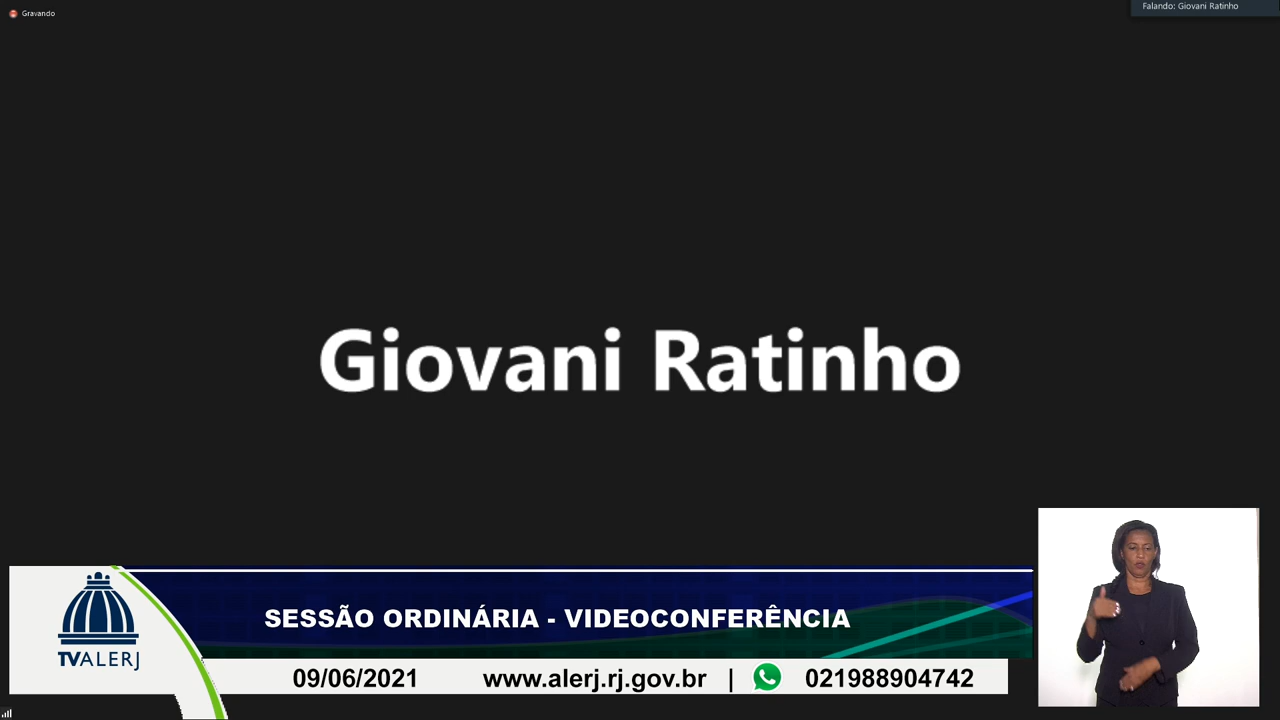 Gravando
Falando: Giovani Ratinho
Giovani Ratinho
SESSÃO ORDINÁRIA - VIDEOCONFERÊNCIA
TVALERJ
09/06/2021 www.alerj.rj.gov.br | 021988904742